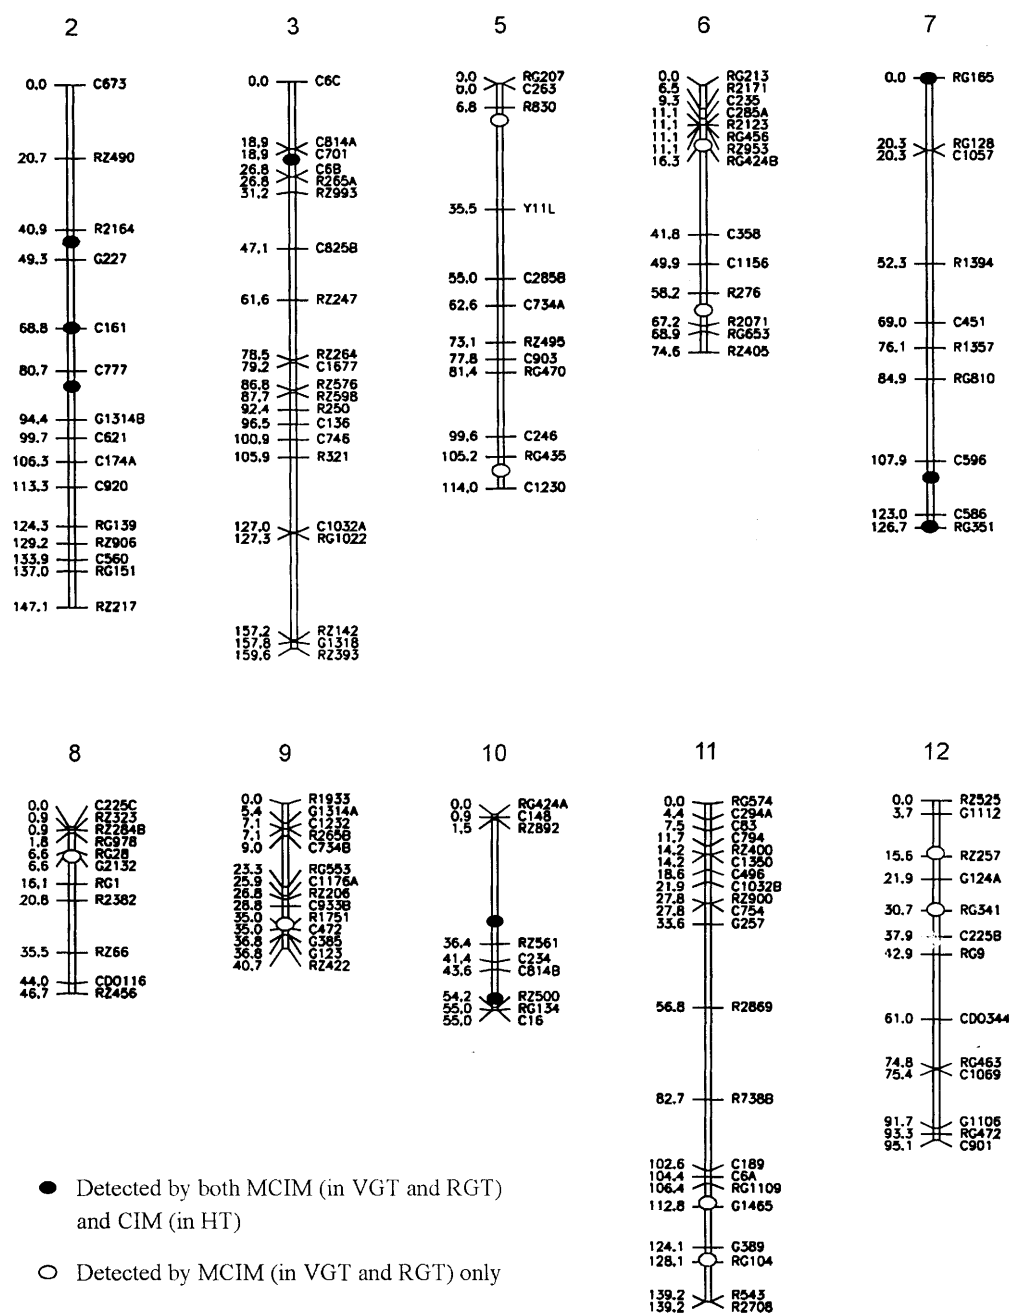 2
0.0 C673
20.7 RZ490
40.9 R2164
49.3 G227
68.8 C161
80.7 C777
94.4 G1314B
99.7 C621
106.3 C174A
113.3 C920
124.3 RG139
129.2 RZ906
133.9 C560
137.0 RG151
147.1 RZ217
3
0.0 C6C
18.9 C814A
18.9 C701
26.8 C6B
26.8 R265A
31.2 RZ993
47.1 C825B
61.6 RZ247
78.5 RZ264
79.2 C1677
86.8 RZ576
87.7 RZ598
92.4 R250
96.5 C136
100.9 C746
105.9 R321
127.0 C1032A
127.3 RG1022
157.2 RZ142
157.8 G1318
159.6 RZ393
5
0.0 RG207
0.0 C263
6.8 R830
35.5 Y11L
55.0 C285B
62.6 C734A
73.1 RZ495
77.8 C903
81.4 RG470
99.6 C246
105.2 RG435
114.0 C1230
6
0.0 RG213
6.5 R2171
9.3 C235
11.1 C285A
11.1 R2123
11.1 RG456
11.1 RZ953
16.3 RG424B
41.8 C358
49.9 C1156
58.2 R276
67.2 R2071
68.9 RG653
74.6 RZ405
7
0.0 RG165
20.3 RG128
20.3 C1057
52.3 R1394
69.0 C451
76.1 R1357
84.9 RG810
107.9 C596
123.0 C586
126.7 RG351
8
0.0 C225C
0.9 RZ323
0.9 RZ284B
1.8 RG978
6.6 RG28
6.6 G2132
16.1 RG1
20.8 R2382
35.5 RZ66
44.0 CDO116
46.7 RZ456
9
0.0 R1933
5.4 G1314A
7.1 C1232
7.1 R265B
9.0 C734B
23.3 RG553
25.9 C1176A
26.8 RZ206
28.8 C933B
35.0 R1751
35.0 C472
36.8 G385
36.8 G123
40.7 RZ422
10
0.0 RG424A
0.9 C148
1.5 RZ892
36.4 RZ561
41.4 C234
43.6 C814B
54.2 RZ500
55.0 RG134
55.0 C16
11
0.0 RG574
4.4 C294A
7.5 C83
11.7 C794
14.2 RZ400
14.2 C1350
18.6 C496
21.9 C1032B
27.8 RZ900
27.8 C754
33.6 G257
56.8 R2869
82.7 R738B
102.6 C189
104.4 C6A
106.4 RG1109
112.8 G1465
124.1 G389
128.1 RG104
139.2 R543
139.2 R2708
12
0.0 RZ525
3.7 G1112
15.6 RZ257
21.9 G124A
30.7 RG341
37.9 C225B
42.9 RG9
61.0 CDO344
74.8 RG463
75.4 C1069
91.7 G1106
93.3 RG472
95.1 C901
Detected by both MCIM (in VGT and RGT)
and CIM (in HT)
Detected by MCIM (in VGT and RGT) only